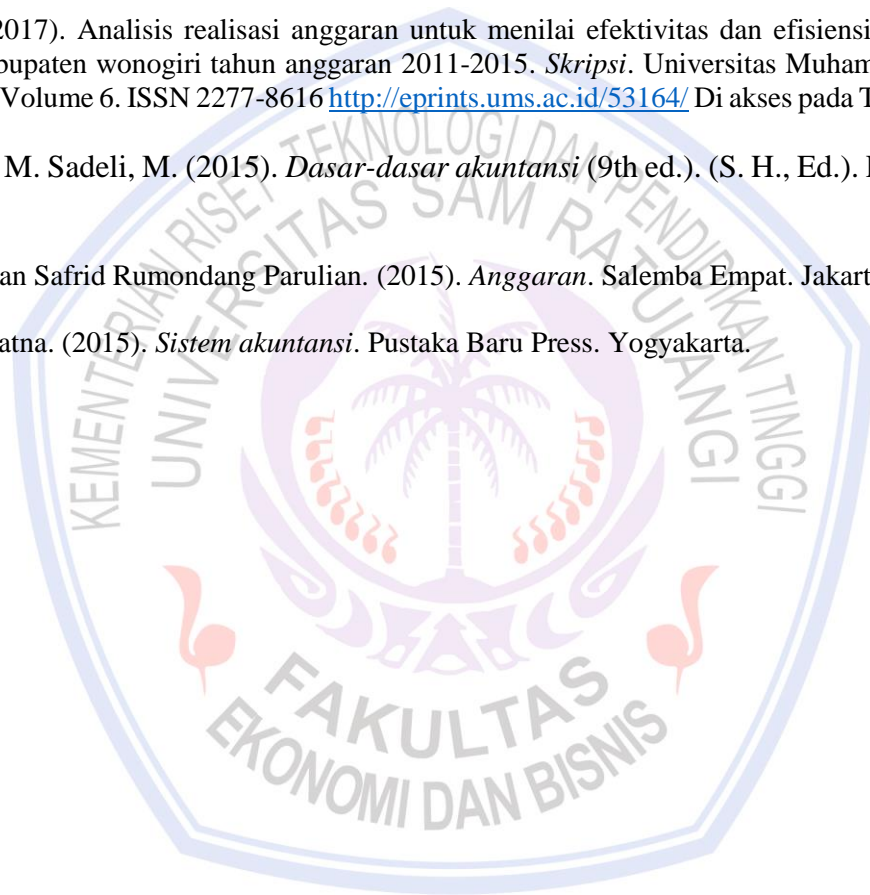 2017). Analisis realisasi anggaran untuk menilai efektivitas dan efisiensi
bupaten wonogiri tahun anggaran 2011-2015. Skripsi. Universitas Muham
Volume 6. ISSN 2277-8616 http://eprints.ums.ac.id/53164/ Di akses pada T
M. Sadeli, M. (2015). Dasar-dasar akuntansi (9th ed.). (S. H., Ed.).
an Safrid Rumondang Parulian. (2015). Anggaran. Salemba Empat. Jakart
atna. (2015). Sistem akuntansi. Pustaka Baru Press. Yogyakarta.
KEMENTERIAN RISET TEKNOLOGI DAN PENDIDIKAN TINGGI
UNIVERSITAS SAM RATULANGI
FAKULTAS
EKONOMI DAN BISNIS